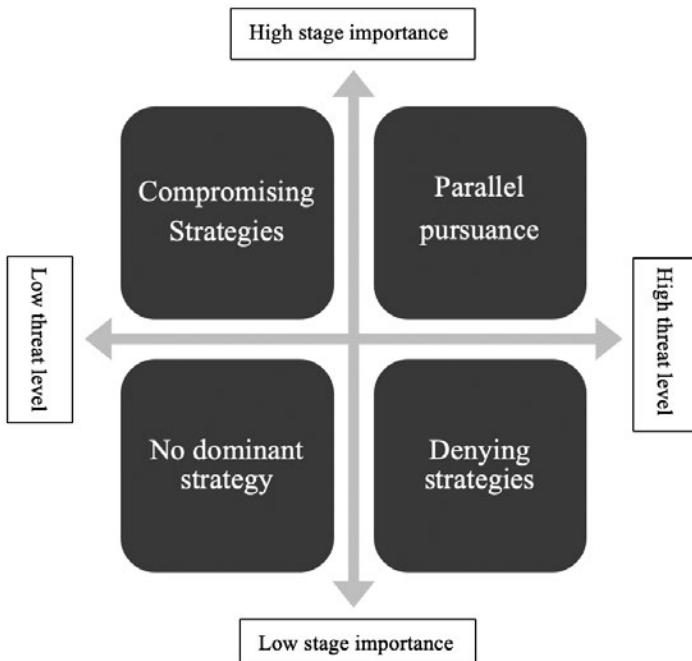 High stage importance
Compromising
Strategies
Parallel
pursuance
Low threat level
High threat level
No dominant
strategy
Denying
strategies
Low stage importance